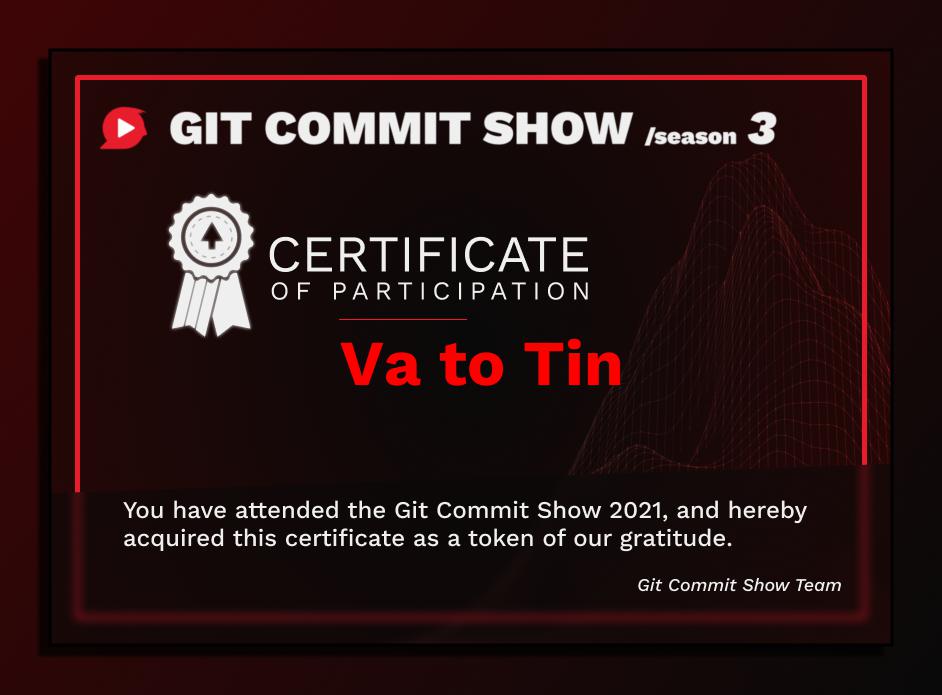 GIT COMMIT SHOW /season 3
CERTIFICATE
OF PARTICIPATION
Va to Tin
You have attended the Git Commit Show 2021, and hereby
acquired this certificate as a token of our gratitude.
Git Commit Show Team